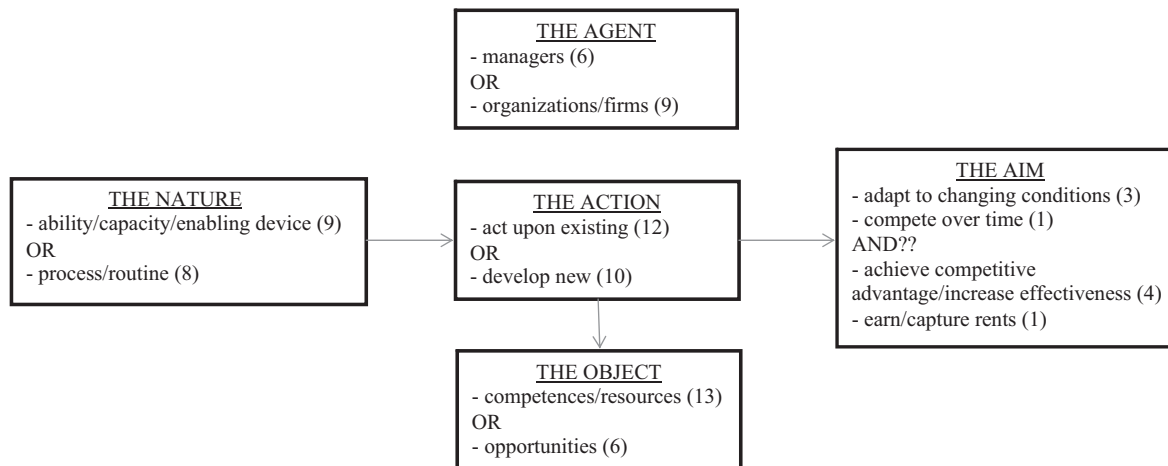 THE AGENT
- managers (6)
OR
- organizations/firms (9)
THE NATURE
- ability/capacity/enabling device (9)
OR
- process/routine (8)
THE ACTION
- act upon existing (12)
OR
- develop new (10)
THE AIM
- adapt to changing conditions (3)
- compete over time (1)
AND??
- achieve competitive
advantage/increase effectiveness (4)
- earn/capture rents (1)
THE OBJECT
- competences/resources (13)
OR
- opportunities (6)